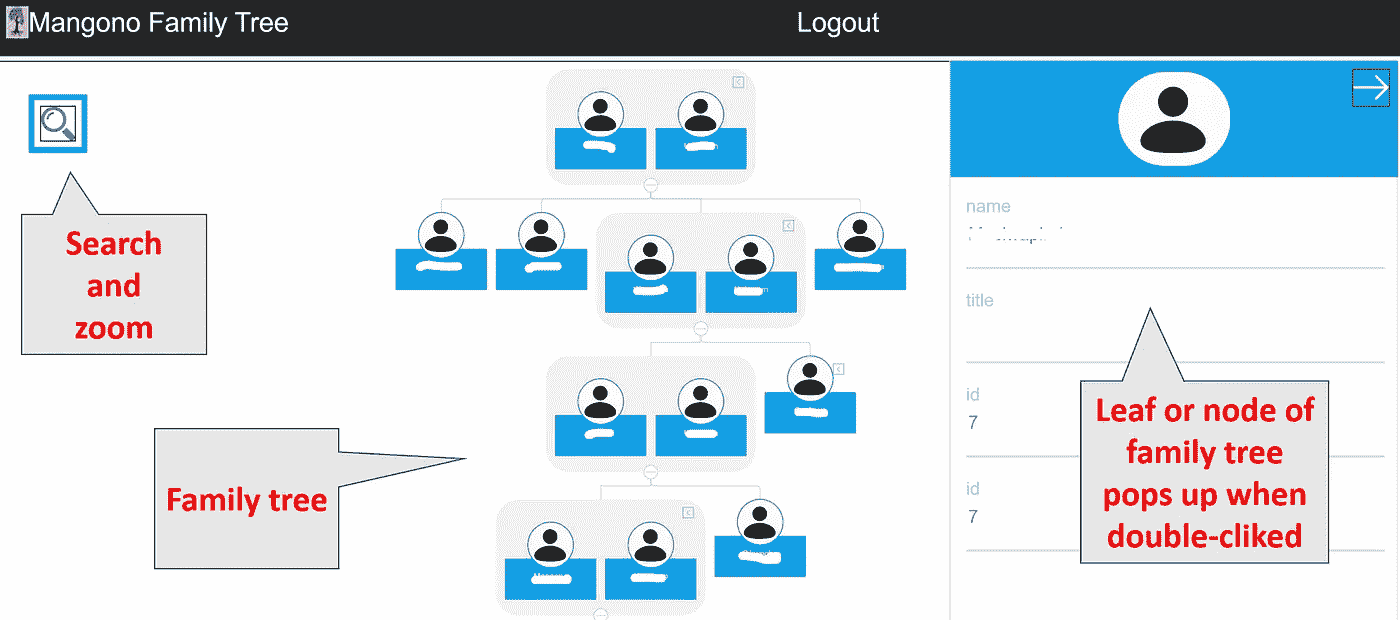 Mangono Family Tree
Logout
Search
and
zoom
Family tree
name
title
id
7
id
7
Leaf or node of
family tree
pops up when
double-cliked